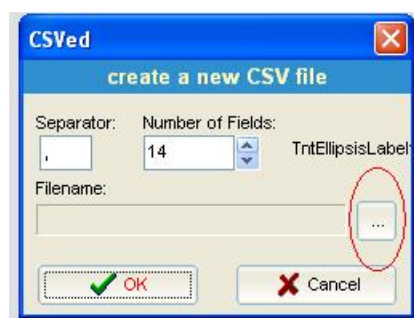 CSVed
create a new CSV file
Separator: Number of Fields:
, 14 TntEllipsisLabel
Filename:
...
OK Cancel